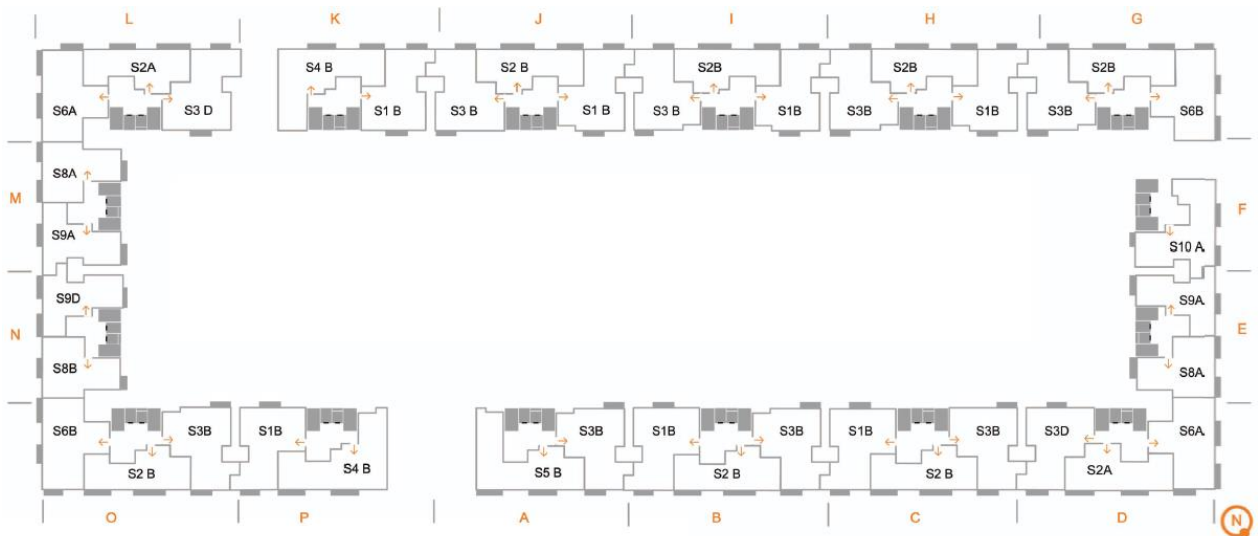 L K J I H G
S2A S4 B S2 B S2B S2B S2B
S6A S3 D S1 B S3 B S1 B S3 B S1B S3B S1B S3B S6B
S8A
M F
S9A S10 A
S9D S9A
N E
S8B S8A
S6B S3B S1B S3B S1B S3B S1B S3B S3D S6A
S2 B S4 B S5 B S2 B S2 B S2A
O P A B C D
N